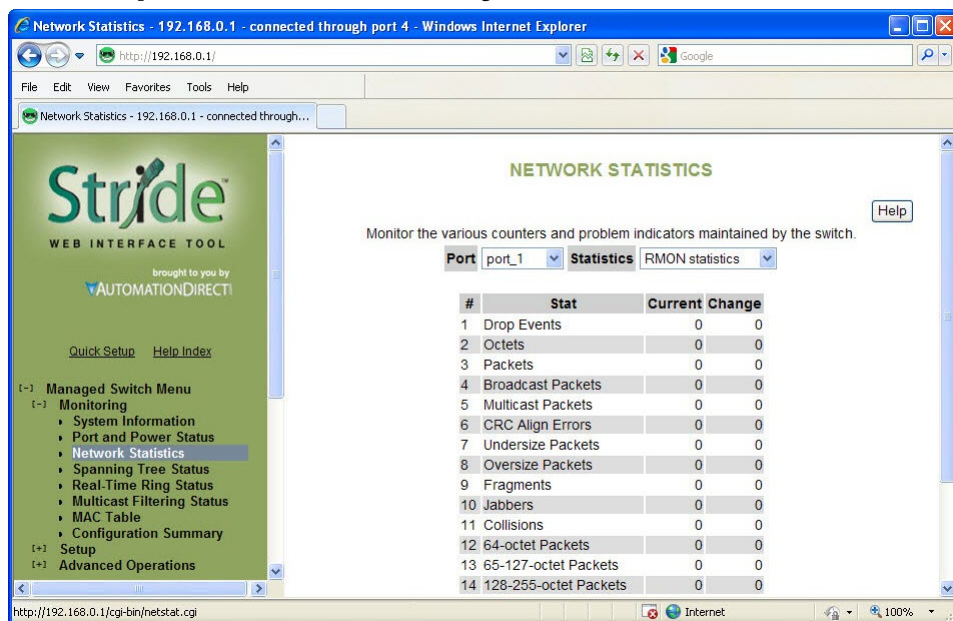 Network Statistics - 192.168.0.1 - connected through port 4 - Windows Internet Explorer
http://192.168.0.1/
Google
File Edit View Favorites Tools Help
Network Statistics - 192.168.0.1 - connected through...
Stride™
WEB INTERFACE TOOL
brought to you by
AUTOMATIONDIRECT
Quick Setup Help Index
[-] Managed Switch Menu
[-] Monitoring
System Information
Port and Power Status
Network Statistics
Spanning Tree Status
Real-Time Ring Status
Multicast Filtering Status
MAC Table
Configuration Summary
[+] Setup
[+] Advanced Operations
NETWORK STATISTICS
Help
Monitor the various counters and problem indicators maintained by the switch.
Port port_1 Statistics RMON statistics
# Stat Current Change
1 Drop Events 0 0
2 Octets 0 0
3 Packets 0 0
4 Broadcast Packets 0 0
5 Multicast Packets 0 0
6 CRC Align Errors 0 0
7 Undersize Packets 0 0
8 Oversize Packets 0 0
9 Fragments 0 0
10 Jabbers 0 0
11 Collisions 0 0
12 64-octet Packets 0 0
13 65-127-octet Packets 0 0
14 128-255-octet Packets 0 0
http://192.168.0.1/cgi-bin/netstat.cgi
Internet
100%